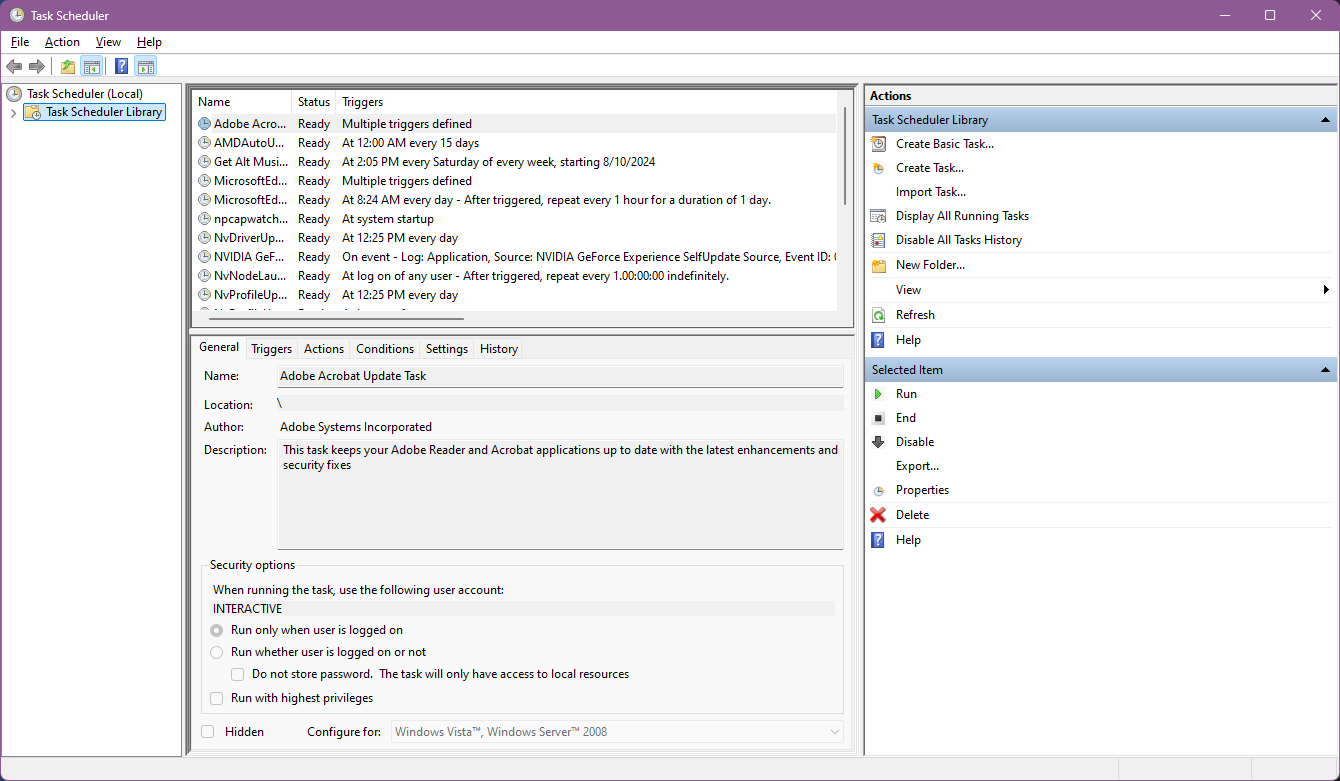 Task Scheduler
File Action View Help
Task Scheduler (Local)
Task Scheduler Library
Name Status Triggers
Adobe Acro... Ready Multiple triggers defined
AMDAutoU... Ready At 12:00 AM every 15 days
Get Alt Musi... Ready At 2:05 PM every Saturday of every week, starting 8/10/2024
MicrosoftEd... Ready Multiple triggers defined
MicrosoftEd... Ready At 8:24 AM every day - After triggered, repeat every 1 hour for a duration of 1 day.
npcapwatch... Ready At system startup
NvDriverUp... Ready At 12:25 PM every day
NVIDIA GeF... Ready On event - Log: Application, Source: NVIDIA GeForce Experience SelfUpdate Source, Event ID:
NvNodeLau... Ready At log on of any user - After triggered, repeat every 1.00:00:00 indefinitely.
NvProfileUp... Ready At 12:25 PM every day
General Triggers Actions Conditions Settings History
Name: Adobe Acrobat Update Task
Location: \
Author: Adobe Systems Incorporated
Description: This task keeps your Adobe Reader and Acrobat applications up to date with the latest enhancements and
security fixes
Security options
When running the task, use the following user account:
INTERACTIVE
Run only when user is logged on
Run whether user is logged on or not
Do not store password. The task will only have access to local resources
Run with highest privileges
Hidden Configure for: Windows Vista™, Windows Server™ 2008
Actions
Task Scheduler Library
Create Basic Task...
Create Task...
Import Task...
Display All Running Tasks
Disable All Tasks History
New Folder...
View
Refresh
Help
Selected Item
Run
End
Disable
Export...
Properties
Delete
Help